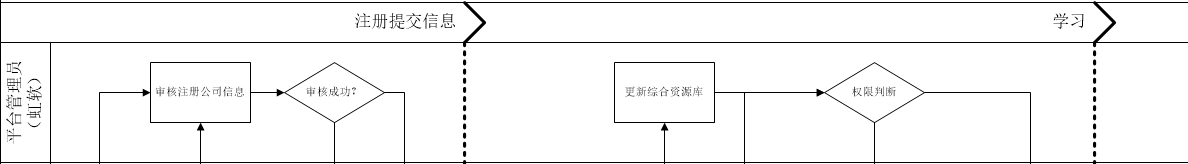 注册提交信息
学习
平台管理员
（虹软）
审核注册公司信息
审核成功?
更新综合资源库
权限判断